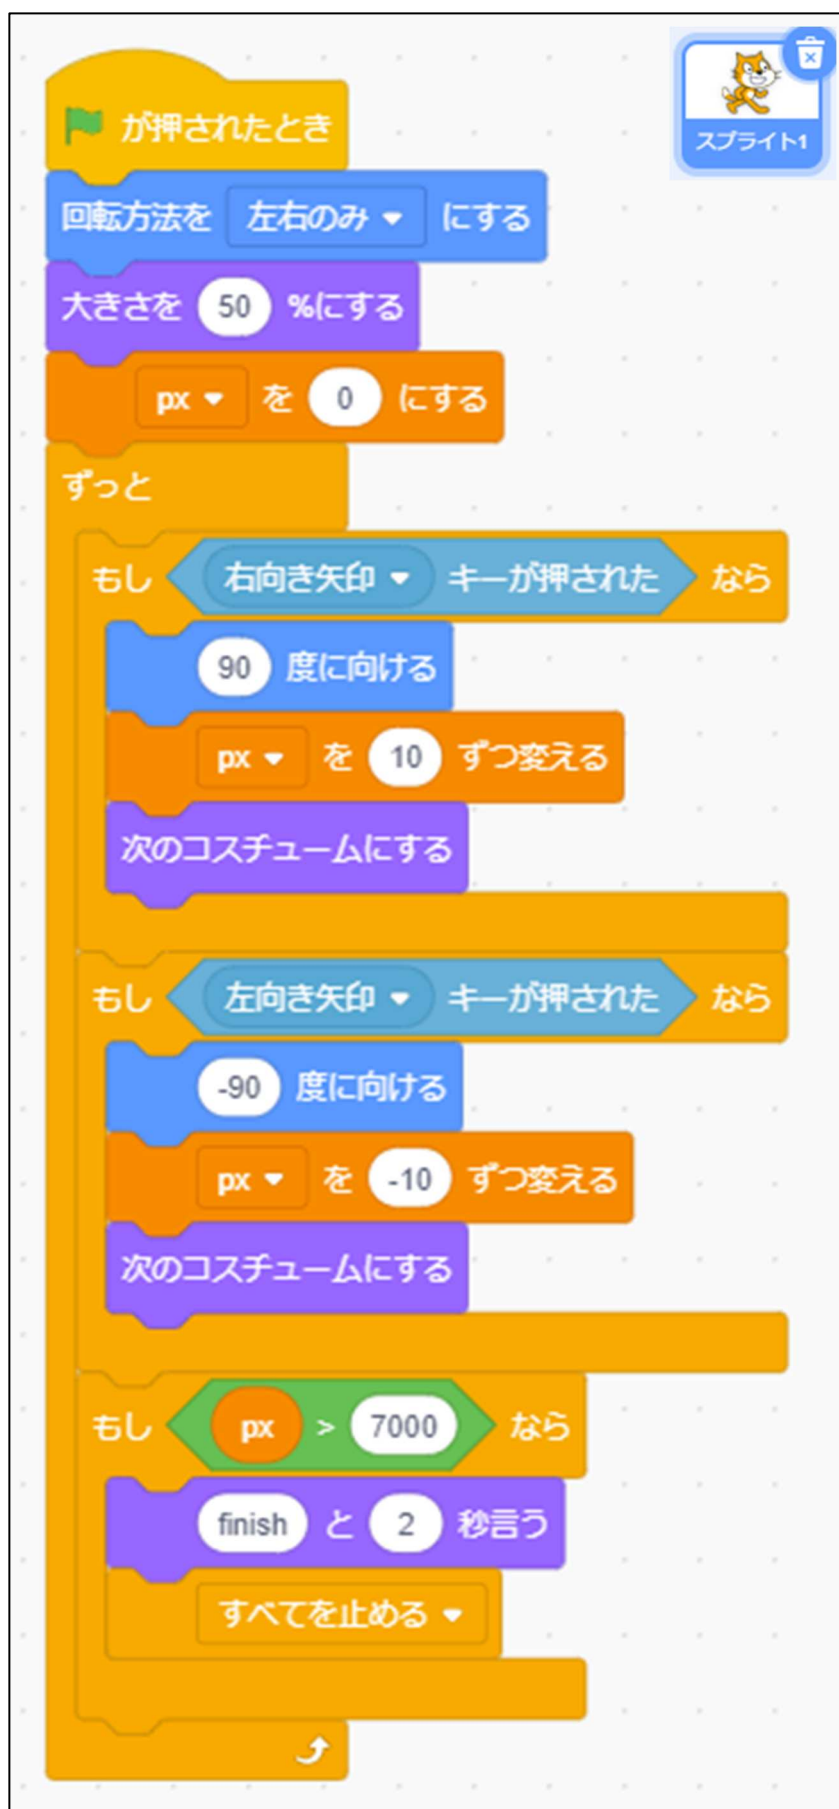 スプライト1
が押されたとき
回転方法を 左右のみ にする
大きさを 50 %にする
px を 0 にする
ずっと
もし 右向き矢印 キーが押された なら
90 度に向ける
px を 10 ずつ変える
次のコスチュームにする
もし 左向き矢印 キーが押された なら
-90 度に向ける
px を -10 ずつ変える
次のコスチュームにする
もし px > 7000 なら
finish と 2 秒言う
すべてを止める